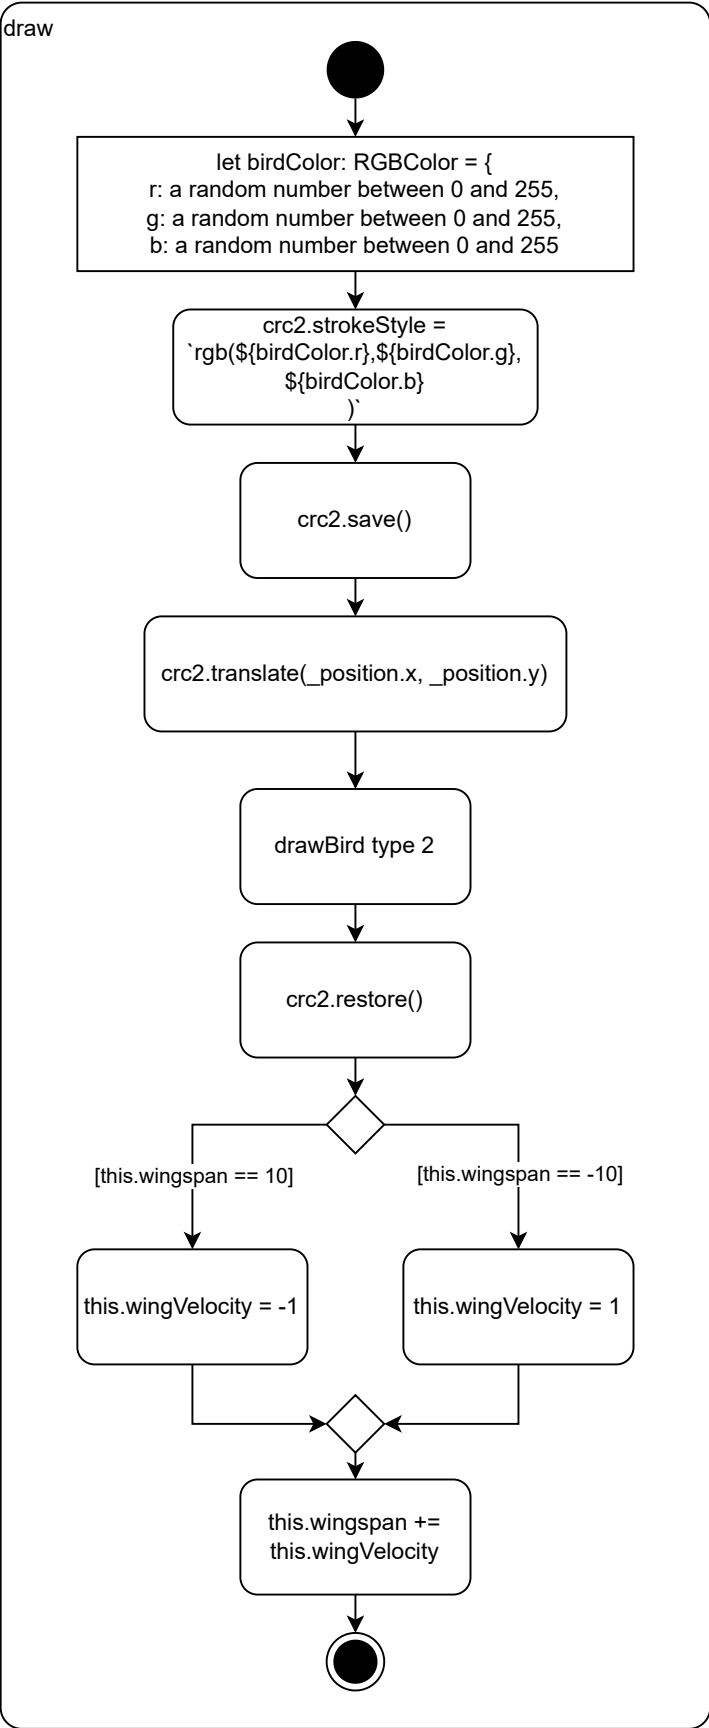 draw
let birdColor: RGBColor = {
r: a random number between 0 and 255,
g: a random number between 0 and 255,
b: a random number between 0 and 255
crc2.strokeStyle =
`rgb(${birdColor.r},${birdColor.g},
${birdColor.b}
)`
crc2.save()
crc2.translate(_position.x, _position.y)
drawBird type 2
crc2.restore()
[this.wingspan == 10]
[this.wingspan == -10]
this.wingVelocity = -1
this.wingVelocity = 1
this.wingspan +=
this.wingVelocity